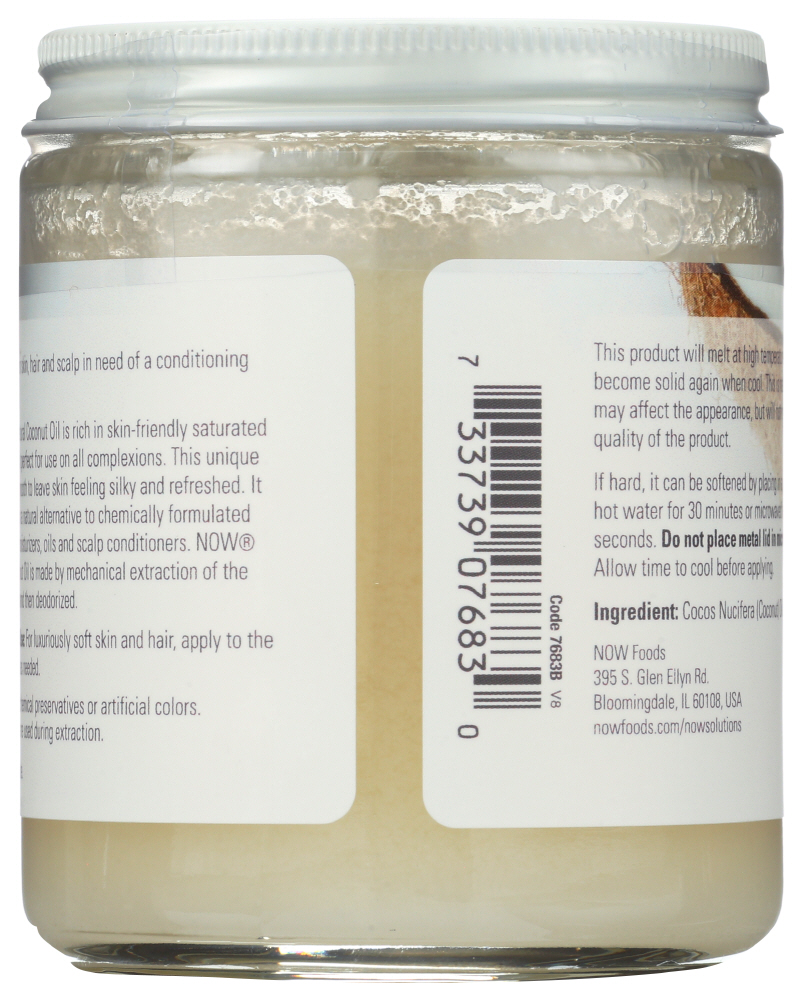 hair and scalp in need of a conditioning
Coconut Oil is rich in skin-friendly saturated
for use on all complexions. This unique
to leave skin feeling silky and refreshed. It
natural alternative to chemically formulated
oils and scalp conditioners. NOW®
Oil is made by mechanical extraction of the
then deodorized.
For luxuriously soft skin and hair, apply to the
needed.
preservatives or artificial colors.
used during extraction.
7 33739 07683 0
Code 7683B V8
This product will melt at high
become solid again when cool.
may affect the appearance, but will
quality of the product.
If hard, it can be softened by placing
hot water for 30 minutes or
seconds. Do not place metal lid in
Allow time to cool before applying.
Ingredient: Cocos Nucifera (Coconut)
NOW Foods
395 S. Glen Ellyn Rd.
Bloomingdale, IL 60108, USA
nowfoods.com/nowsolutions